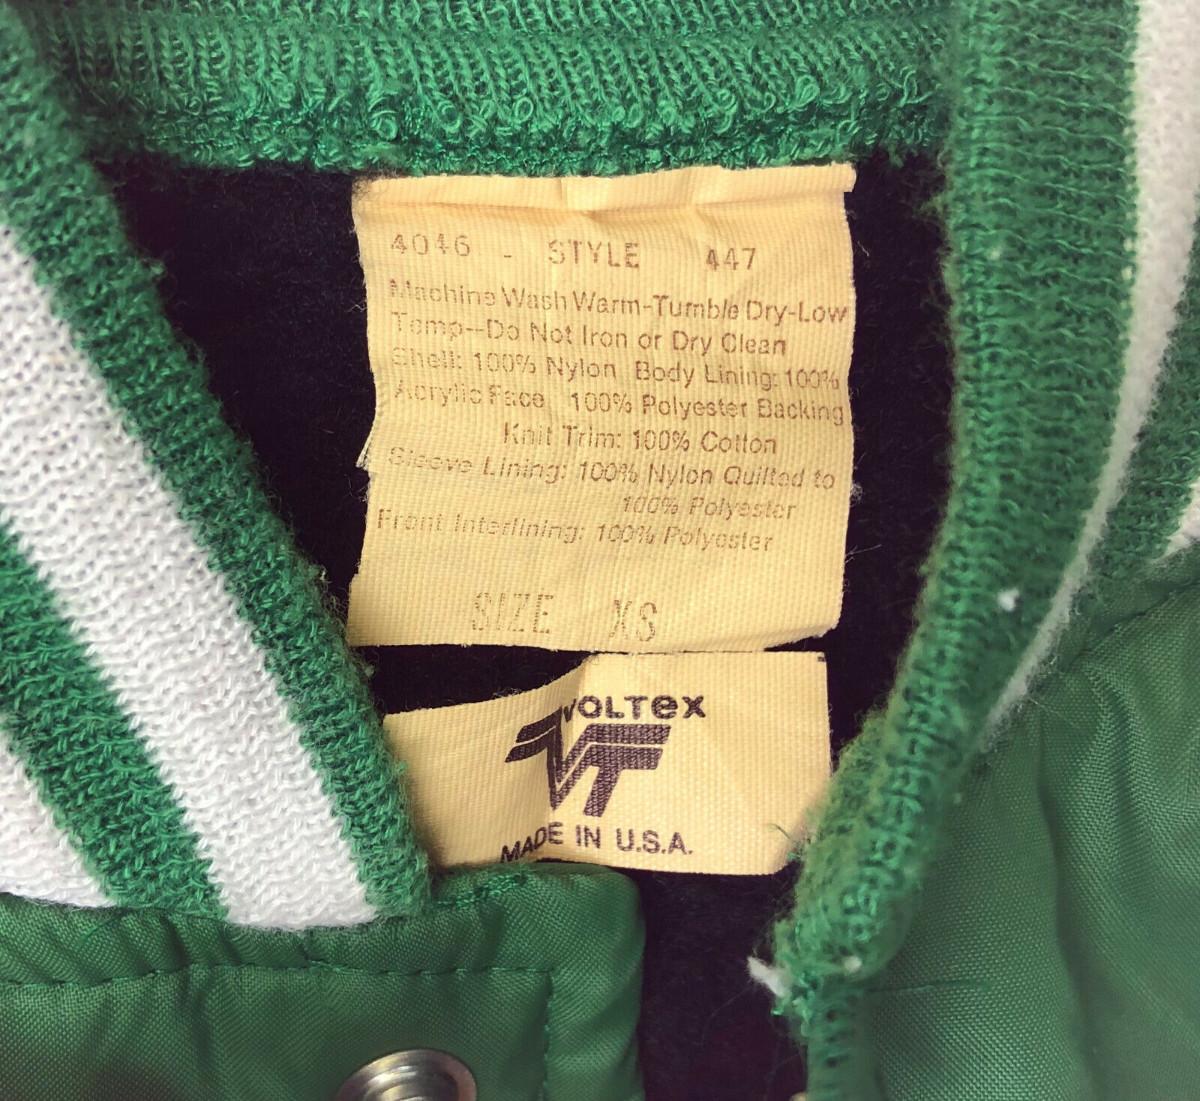 4046 - STYLE 447
Machine Wash Warm-Tumble Dry-Low
Temp--Do Not Iron or Dry Clean
Shell: 100% Nylon Body Lining: 100%
Acrylic Face 100% Polyester Backing
Knit Trim: 100% Cotton
Sleeve Lining: 100% Nylon Quilted to
100% Polyester
Front Interlining: 100% Polyester
SIZE XS
VOLTex
VT
MADE IN U.S.A.